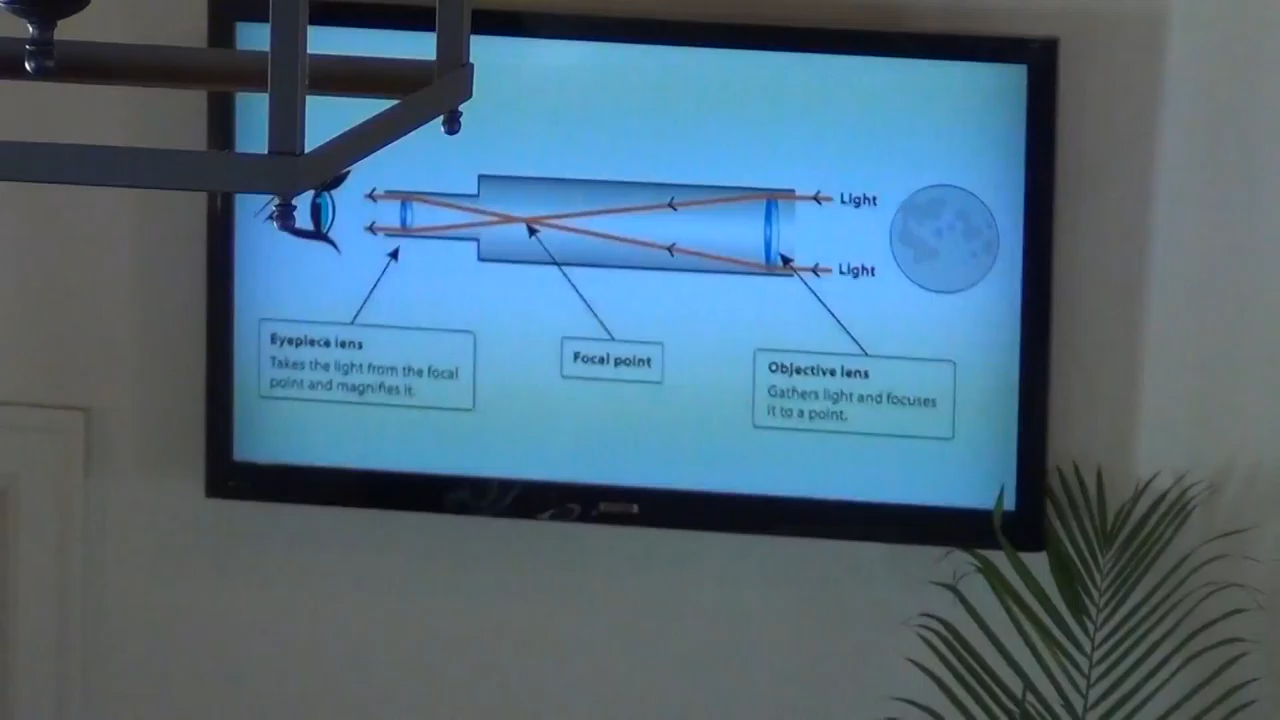 Light
Light
Eyepiece lens
Takes the light from the focal
point and magnifies it.
Focal point
Objective lens
Gathers light and focuses
it to a point.